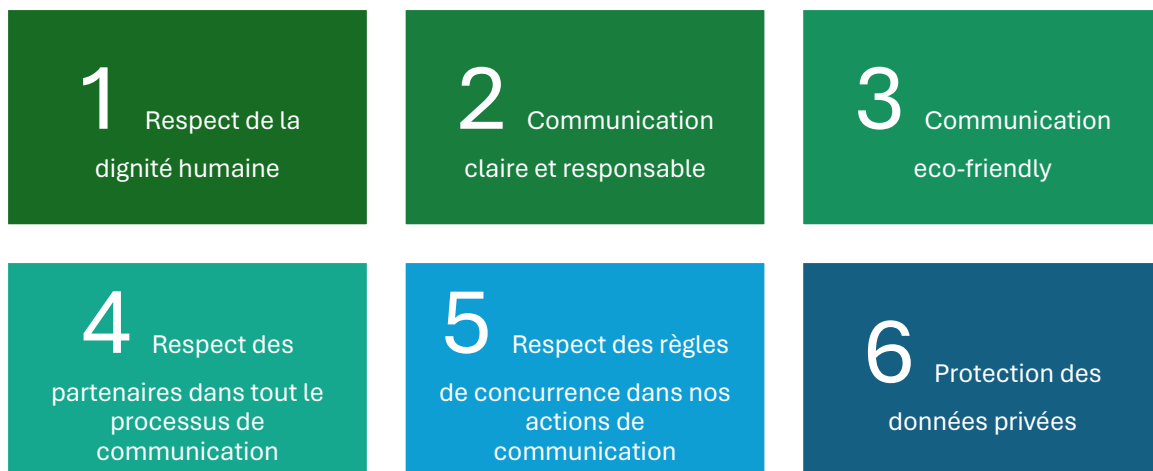 1 Respect de la
dignité humaine
2 Communication
claire et responsable
3 Communication
eco-friendly
4 Respect des
partenaires dans tout le
processus de
communication
5 Respect des règles
de concurrence dans nos
actions de
communication
6 Protection des
données privées